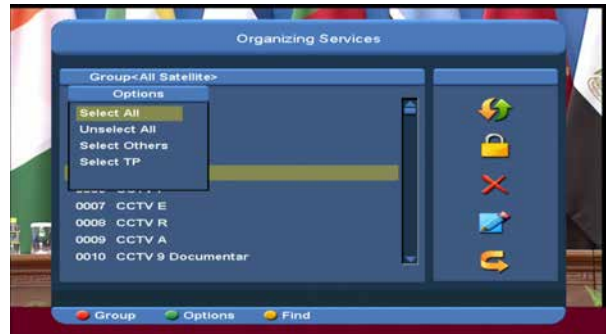 Organizing Services
Group<All Satellite>
Options
Select All
Unselect All
Select Others
Select TP
0007 CCTV E
0008 CCTV R
0009 CCTV A
0010 CCTV 9 Documentar
Group
Options
Find